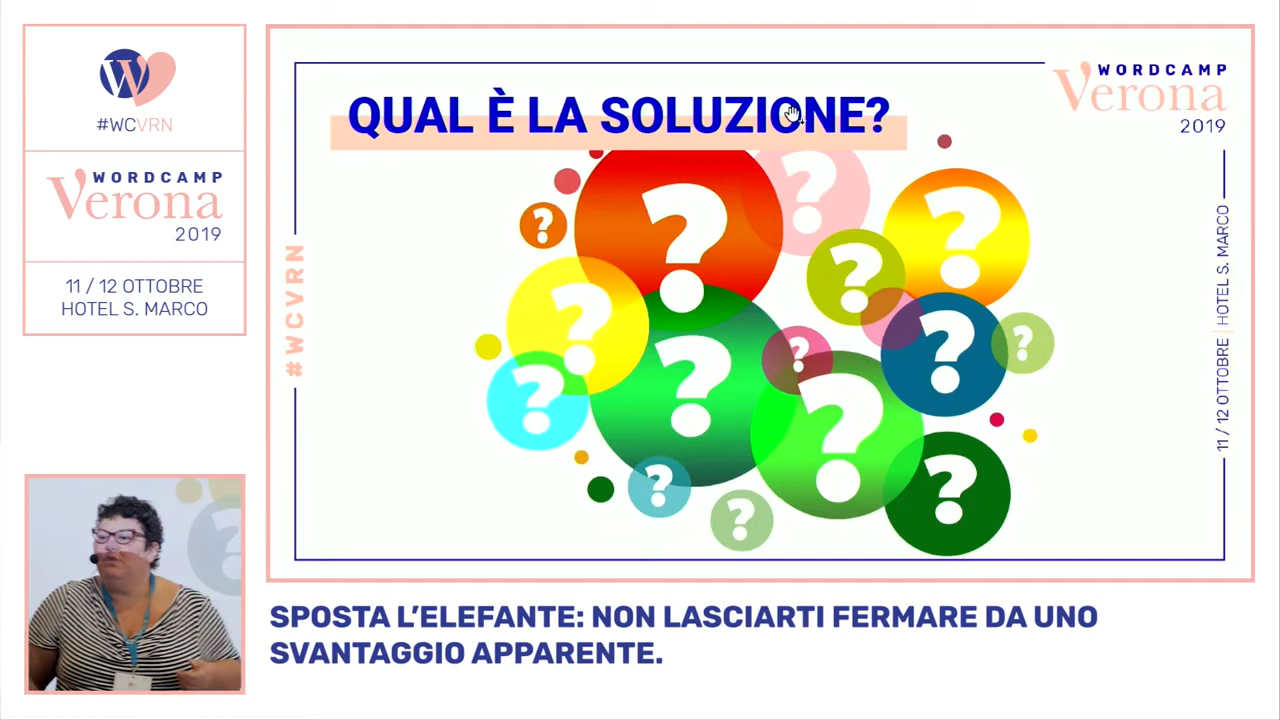 #WCVRN
WORDCAMP
Verona
2019
11 / 12 OTTOBRE
HOTEL S. MARCO
QUAL È LA SOLUZIONE?
WORDCAMP
Verona
2019
#WCVRN
? ? ? ? ? ? ? ? ? ? ? ? ? ? ?
11 / 12 OTTOBRE | HOTEL S. MARCO
SPOSTA L'ELEFANTE: NON LASCIARTI FERMARE DA UNO
SVANTAGGIO APPARENTE.